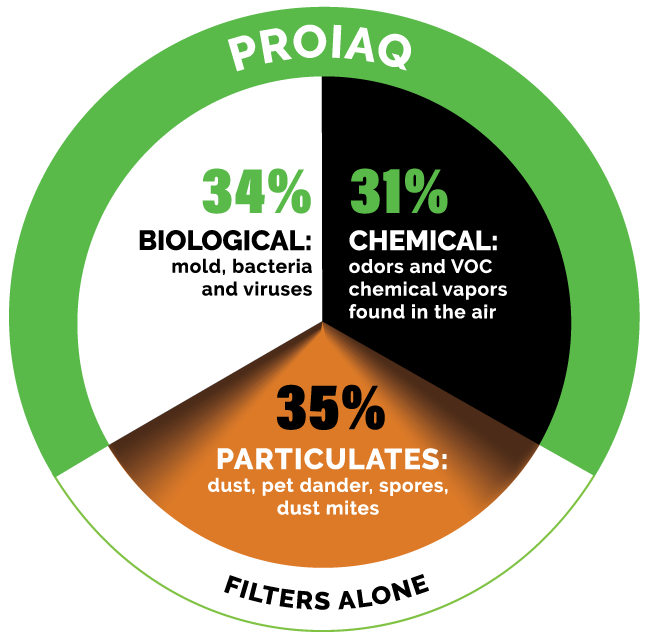 PROIAQ
34%
BIOLOGICAL:
mold, bacteria
and viruses
31%
CHEMICAL:
odors and VOC
chemical vapors
found in the air
35%
PARTICULATES:
dust, pet dander, spores,
dust mites
FILTERS ALONE